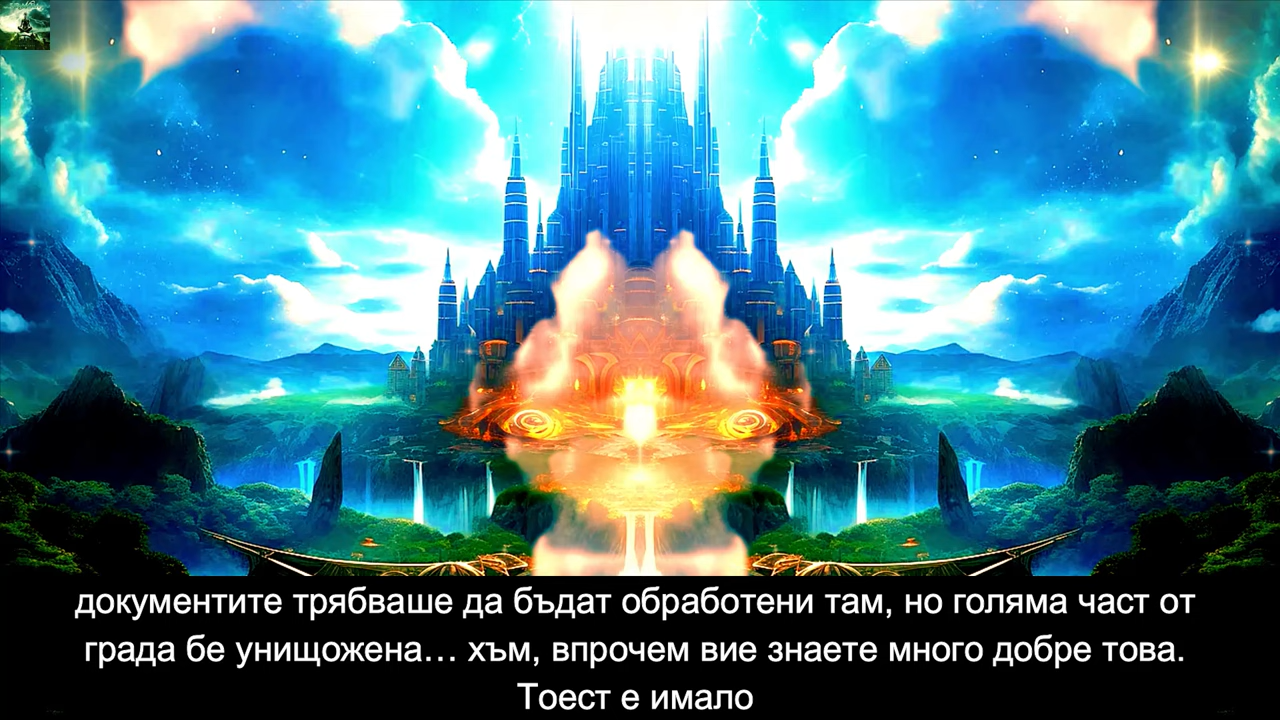 документите трябваше да бъдат обработени там, но голяма част от
града бе унищожена… хъм, впрочем вие знаете много добре това.
Тоест е имало